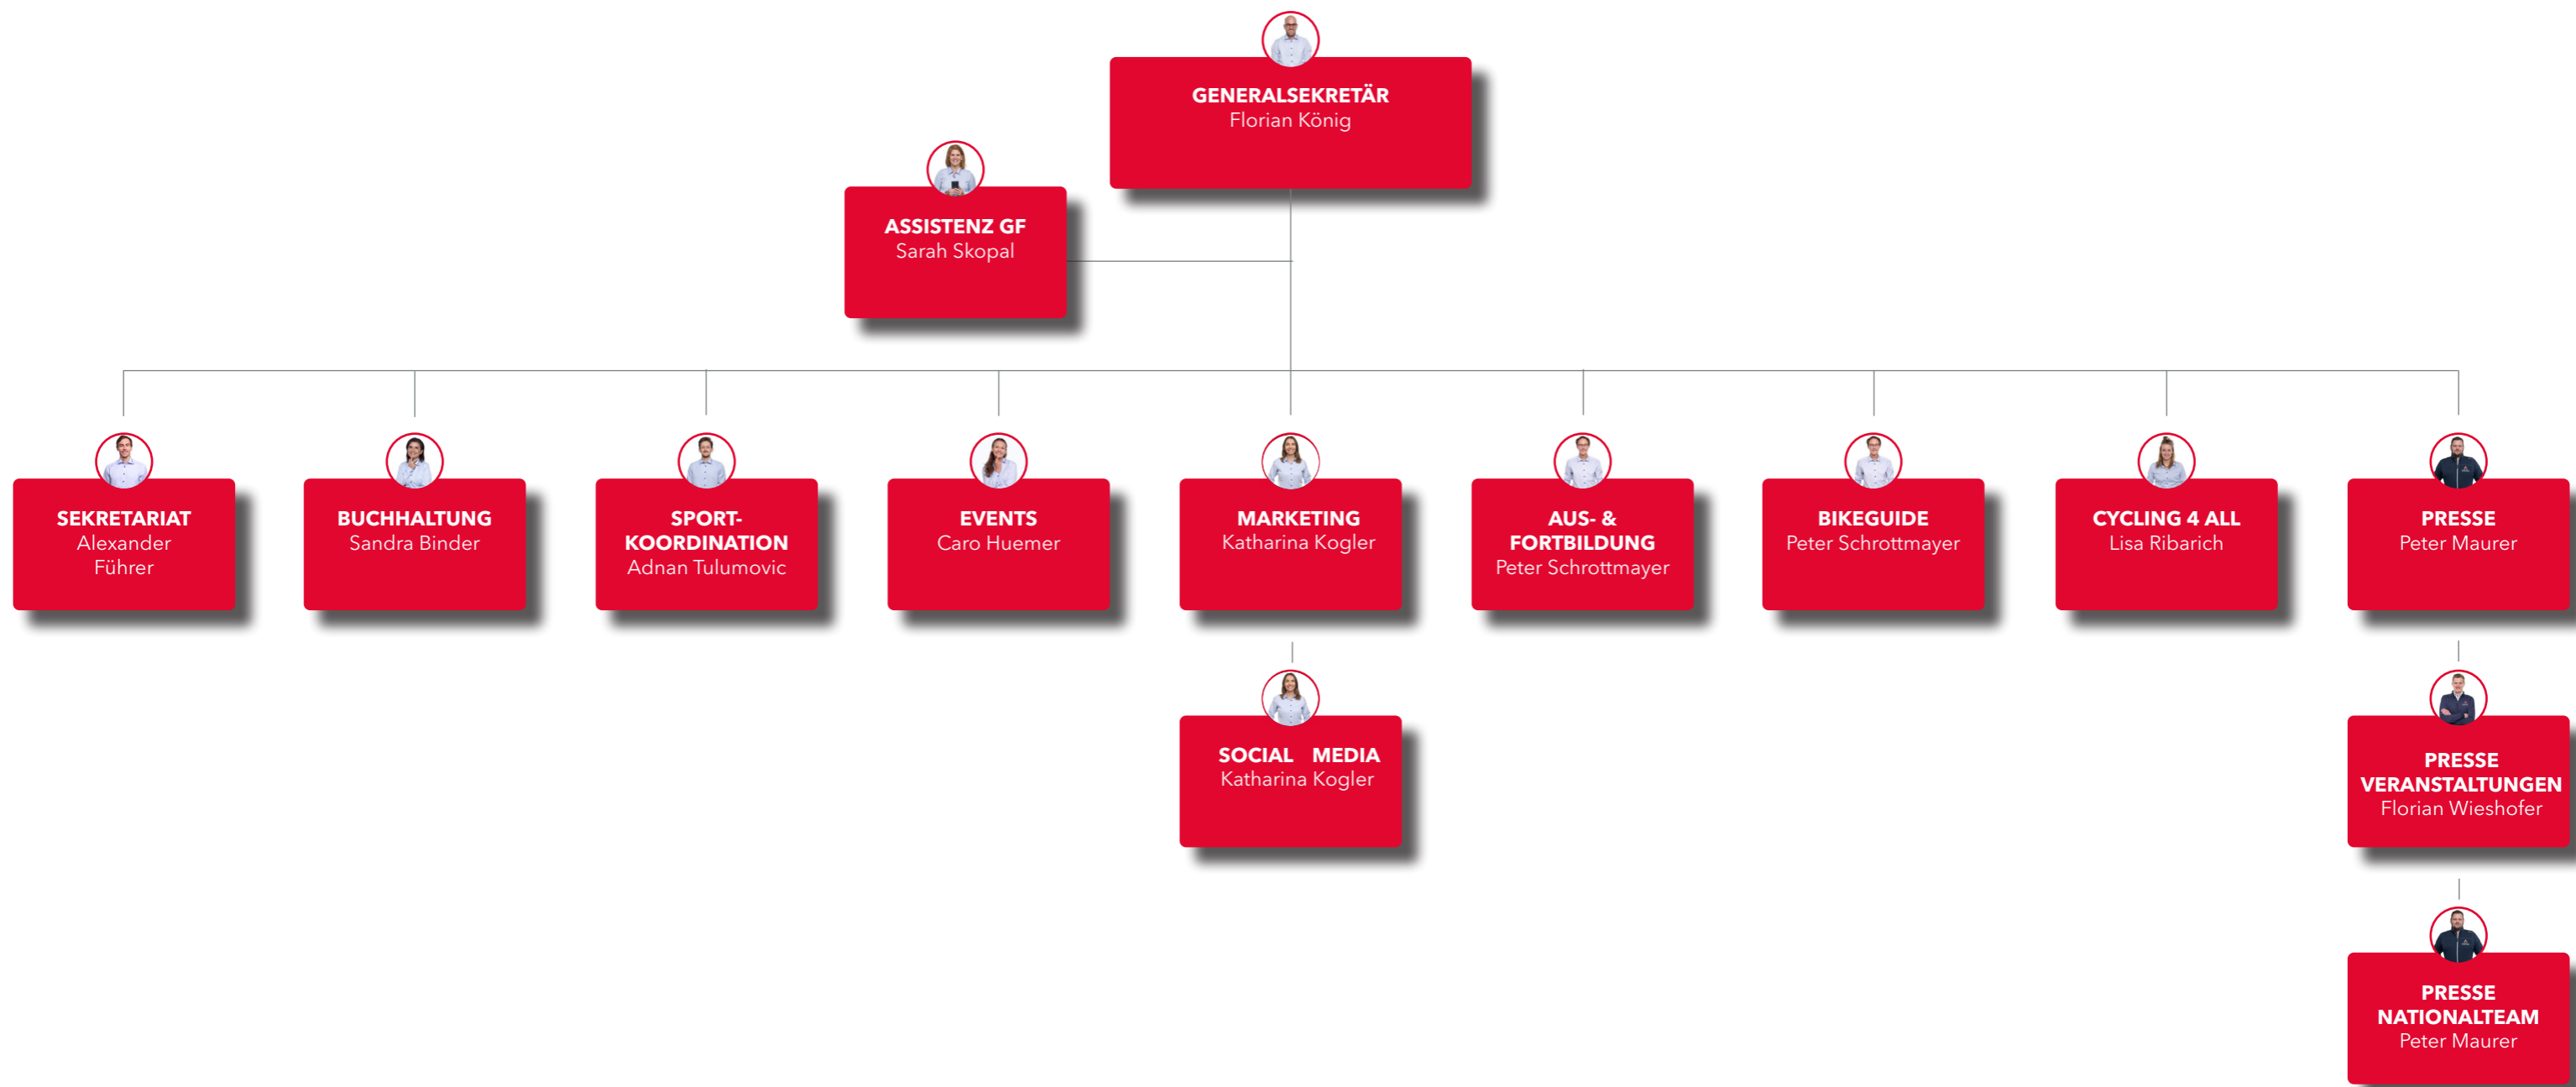 GENERALSEKRETÄR
Florian König
ASSISTENZ GF
Sarah Skopal
SEKRETARIAT
Alexander
Führer
BUCHHALTUNG
Sandra Binder
SPORT-
KOORDINATION
Adnan Tulumovic
EVENTS
Caro Huemer
MARKETING
Katharina Kogler
AUS- &
FORTBILDUNG
Peter Schrottmayer
BIKEGUIDE
Peter Schrottmayer
CYCLING 4 ALL
Lisa Ribarich
PRESSE
Peter Maurer
SOCIAL MEDIA
Katharina Kogler
PRESSE
VERANSTALTUNGEN
Florian Wieshofer
PRESSE
NATIONALTEAM
Peter Maurer